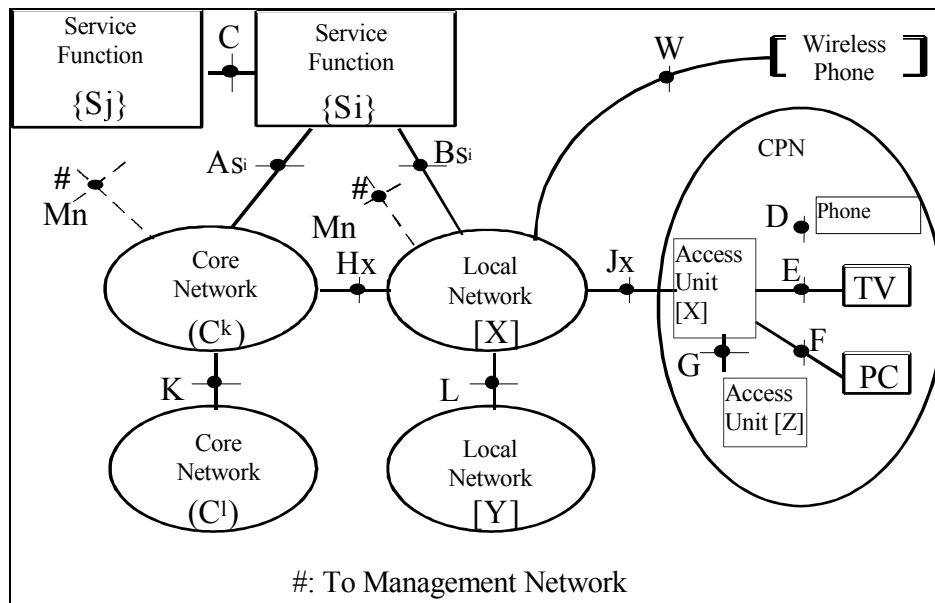 Service
Function
{Sj}
C
Service
Function
{Si}
W
Wireless
Phone
Asi
Bsi
#
Mn
#
Mn
CPN
D
Phone
Core
Network
(Ck)
Hx
Local
Network
[X]
Jx
Access
Unit
[X]
E
TV
F
PC
G
Access
Unit [Z]
K
L
Core
Network
(Cl)
Local
Network
[Y]
#: To Management Network